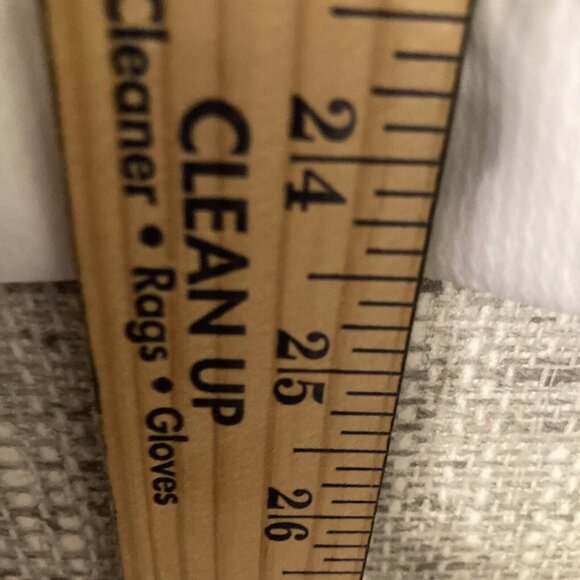 Cleaner • Rags • Gloves
CLEAN UP
24
25
26